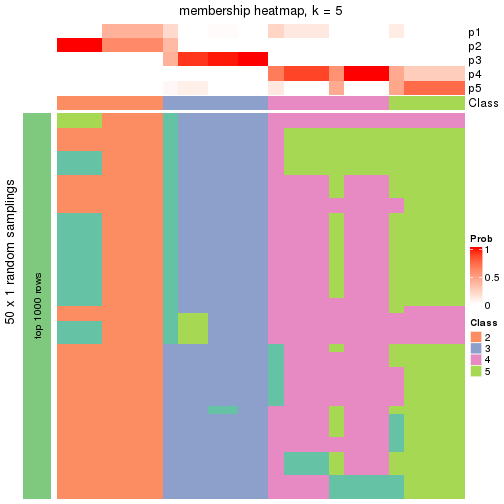 membership heatmap, k = 5
p1
p2
p3
p4
p5
Class
50 x 1 random samplings
top 1000 rows
Prob
1
0.5
0
Class
2
3
4
5